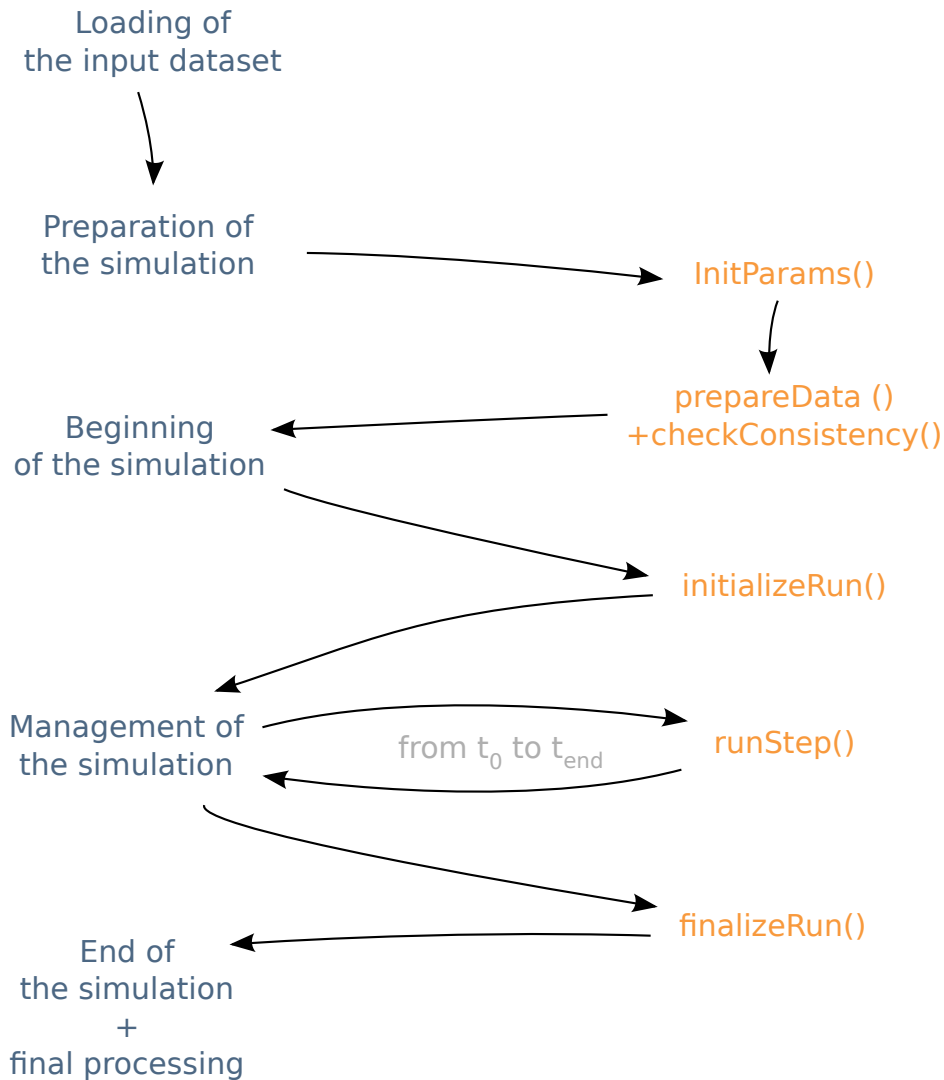 Loading of
the input dataset
Preparation of
the simulation
InitParams()
prepareData ()
+checkConsistency()
Beginning
of the simulation
initializeRun()
Management of
the simulation
from t0 to tend
runStep()
finalizeRun()
End of
the simulation
+
final processing